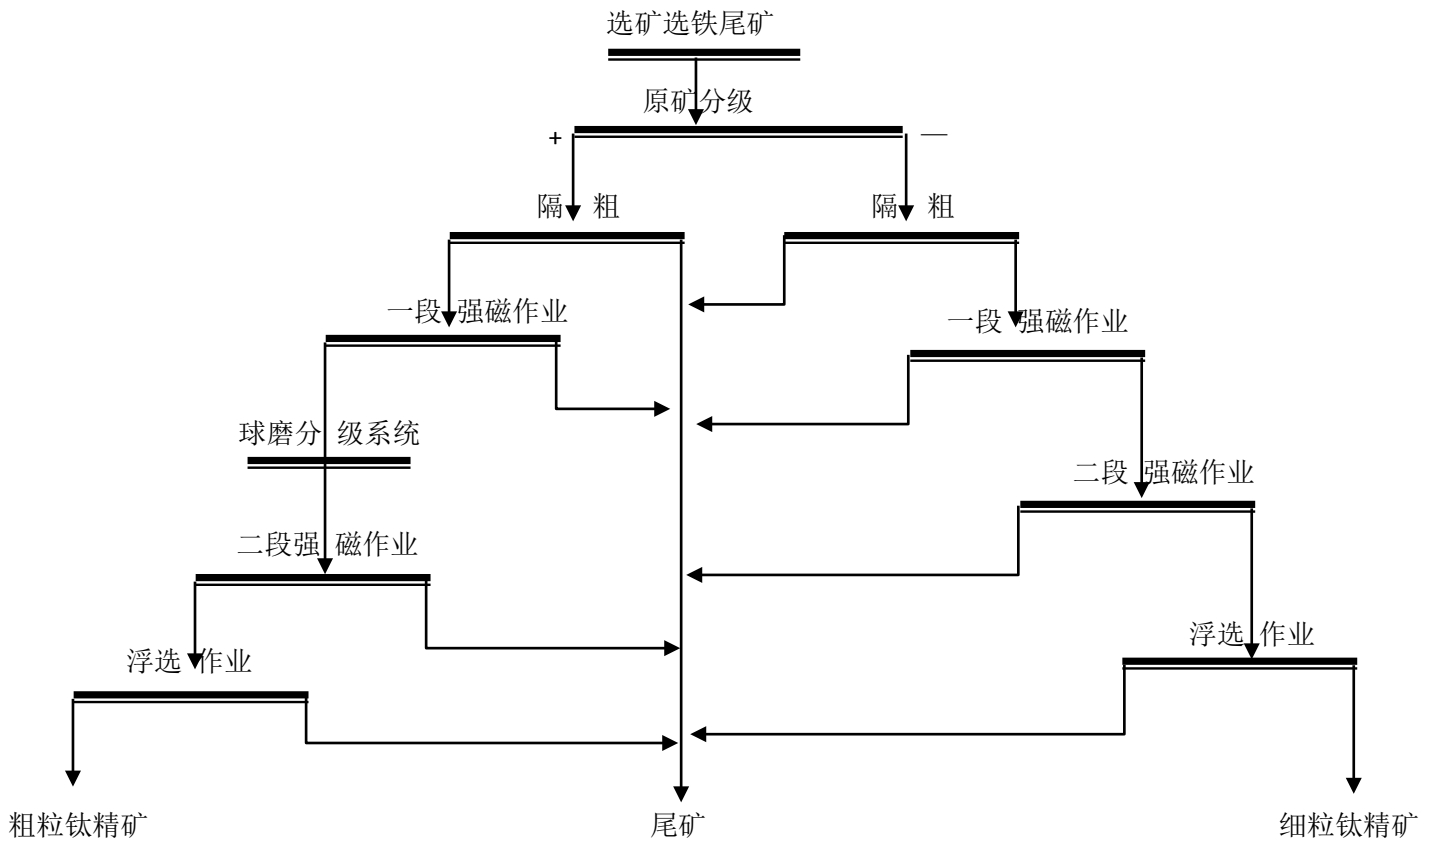 选矿选铁尾矿
原矿分级
+
—
隔 粗
隔 粗
一段 强磁作业
一段 强磁作业
球磨分 级系统
二段 强磁作业
二段强 磁作业
浮选 作业
浮选 作业
粗粒钛精矿
尾矿
细粒钛精矿